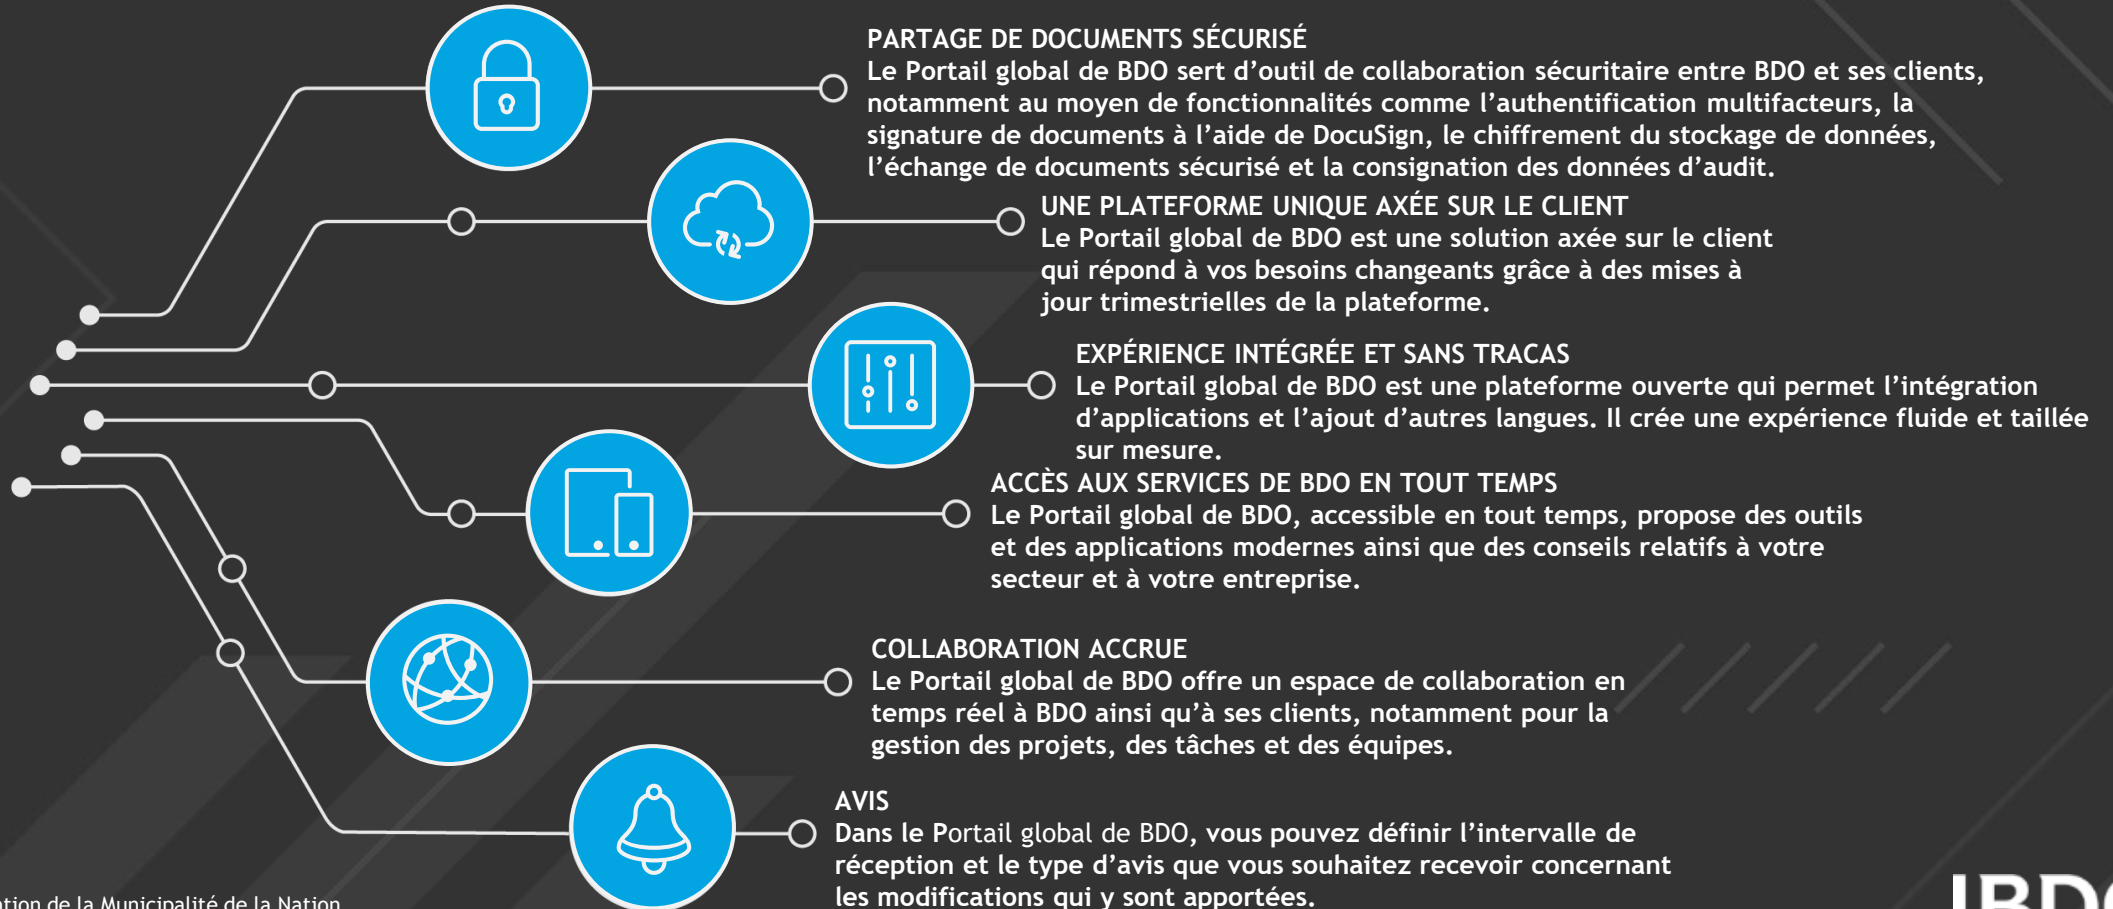 PARTAGE DE DOCUMENTS SÉCURISÉ
Le Portail global de BDO sert d’outil de collaboration sécuritaire entre BDO et ses clients,
notamment au moyen de fonctionnalités comme l’authentification multifacteurs, la
signature de documents à l’aide de DocuSign, le chiffrement du stockage de données,
l’échange de documents sécurisé et la consignation des données d’audit.
UNE PLATEFORME UNIQUE AXÉE SUR LE CLIENT
Le Portail global de BDO est une solution axée sur le client
qui répond à vos besoins changeants grâce à des mises à
jour trimestrielles de la plateforme.
EXPÉRIENCE INTÉGRÉE ET SANS TRACAS
Le Portail global de BDO est une plateforme ouverte qui permet l’intégration
d’applications et l’ajout d’autres langues. Il crée une expérience fluide et taillée
sur mesure.
ACCÈS AUX SERVICES DE BDO EN TOUT TEMPS
Le Portail global de BDO, accessible en tout temps, propose des outils
et des applications modernes ainsi que des conseils relatifs à votre
secteur et à votre entreprise.
COLLABORATION ACCRUE
Le Portail global de BDO offre un espace de collaboration en
temps réel à BDO ainsi qu’à ses clients, notamment pour la
gestion des projets, des tâches et des équipes.
AVIS
Dans le Portail global de BDO, vous pouvez définir l’intervalle de
réception et le type d’avis que vous souhaitez recevoir concernant
les modifications qui y sont apportées.
de la Municipalité de la Nation
BDO